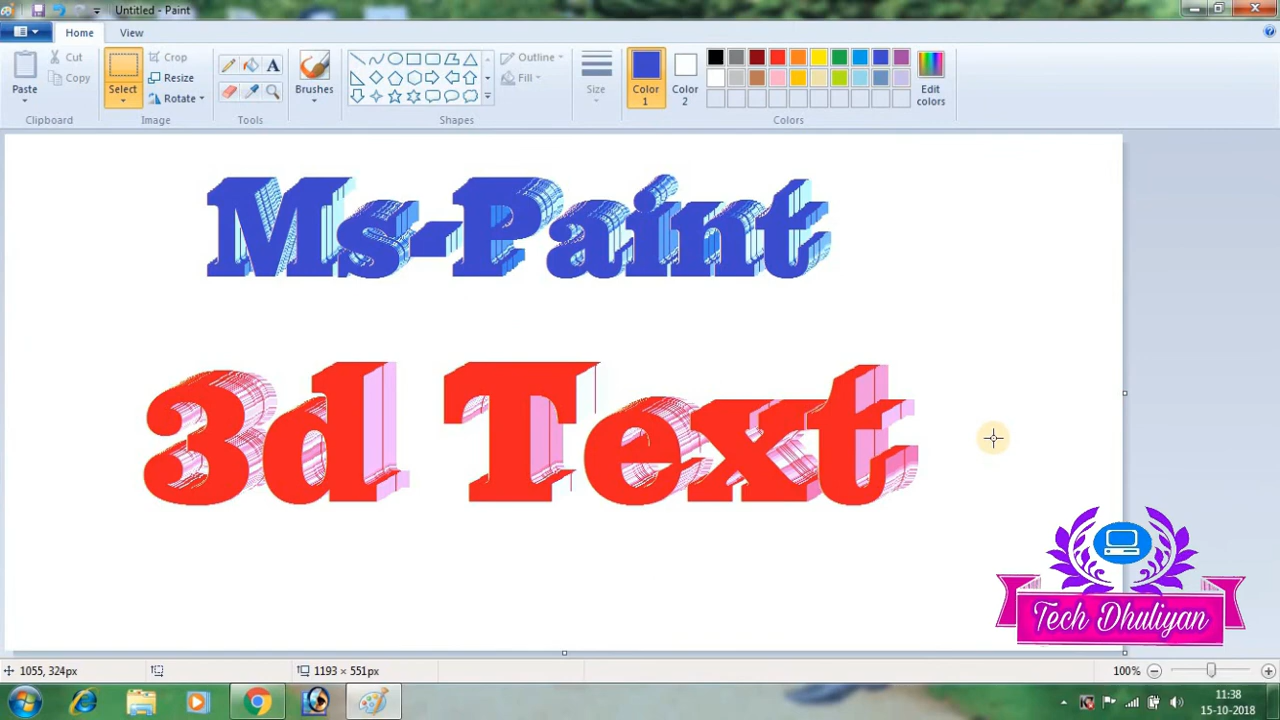 Untitled - Paint
Home
View
Paste
Cut
Copy
Clipboard
Select
Crop
Resize
Rotate
Image
A
Tools
Brushes
Outline
Fill
Shapes
Size
Color 1
Color 2
Edit colors
Colors
Ms-Paint
3d Text
Tech Dhuliyan
1055, 324px
1193 × 551px
100%
11:38
15-10-2018